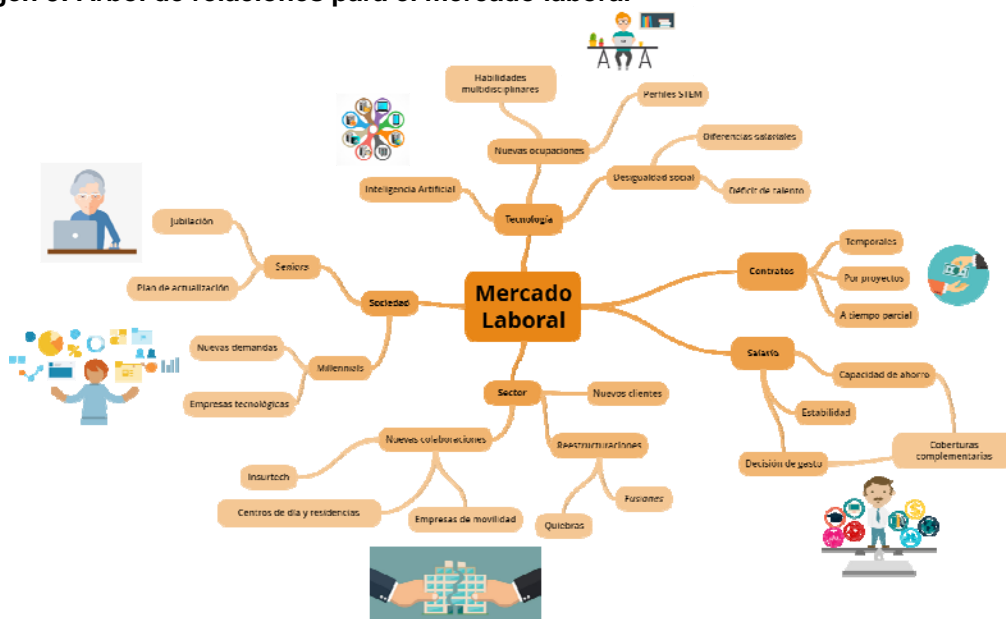 Árbol de relaciones para el mercado laboral
Habilidades
multidisciplinares
Perfiles STEM
Nuevas ocupaciones
Diferencias salariales
Desigualdad social
Déficit de talento
Inteligencia Artificial
Tecnología
Jubilación
Seniors
Plan de actualización
Sociedad
Mercado
Laboral
Contratos
Temporales
Por proyectos
A tiempo parcial
Nuevas demandas
Millennials
Empresas tecnológicas
Salario
Capacidad de ahorro
Estabilidad
Decisión de gasto
Coberturas
complementarias
Sector
Nuevos clientes
Nuevas colaboraciones
Reestructuraciones
Insurtech
Centros de día y residencias
Empresas de movilidad
Fusiones
Quiebras